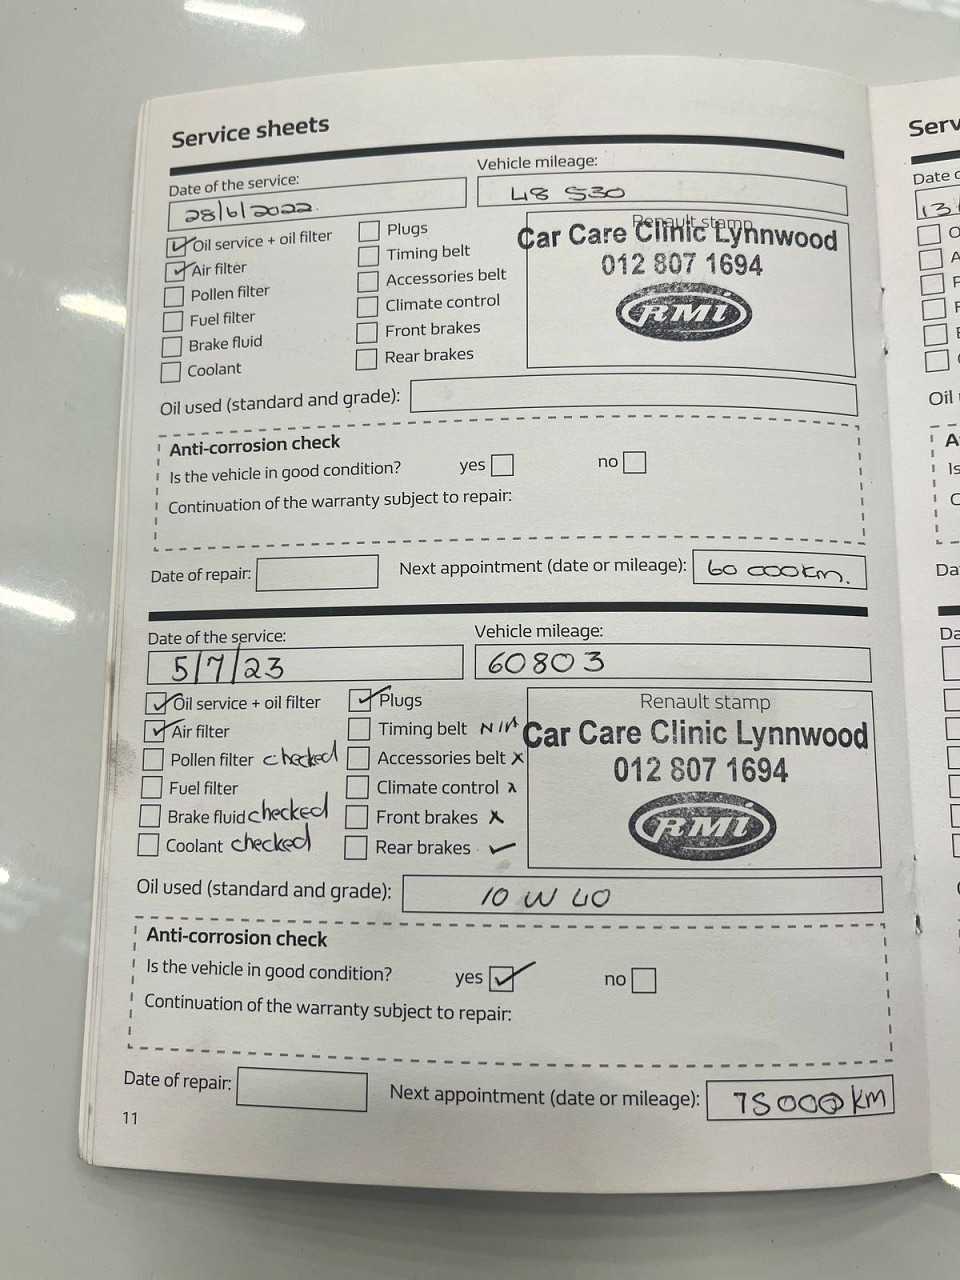 Service sheets
Date of the service:
28/6/2022
Vehicle mileage:
48 530
Oil service + oil filter
Air filter
Pollen filter
Fuel filter
Brake fluid
Coolant
Plugs
Timing belt
Accessories belt
Climate control
Front brakes
Rear brakes
Renault stamp
Car Care Clinic Lynnwood
012 807 1694
RMI
Oil used (standard and grade):
Anti-corrosion check
Is the vehicle in good condition? yes no
Continuation of the warranty subject to repair:
Date of repair:
Next appointment (date or mileage): 60 000km.
Date of the service:
5/7/23
Vehicle mileage:
60803
Oil service + oil filter
Air filter
Pollen filter checked
Fuel filter
Brake fluid checked
Coolant checked
Plugs
Timing belt N/A
Accessories belt x
Climate control x
Front brakes x
Rear brakes ✓
Renault stamp
Car Care Clinic Lynnwood
012 807 1694
RMI
Oil used (standard and grade): 10 W 40
Anti-corrosion check
Is the vehicle in good condition? yes no
Continuation of the warranty subject to repair:
Date of repair:
Next appointment (date or mileage): 75 000 km
11